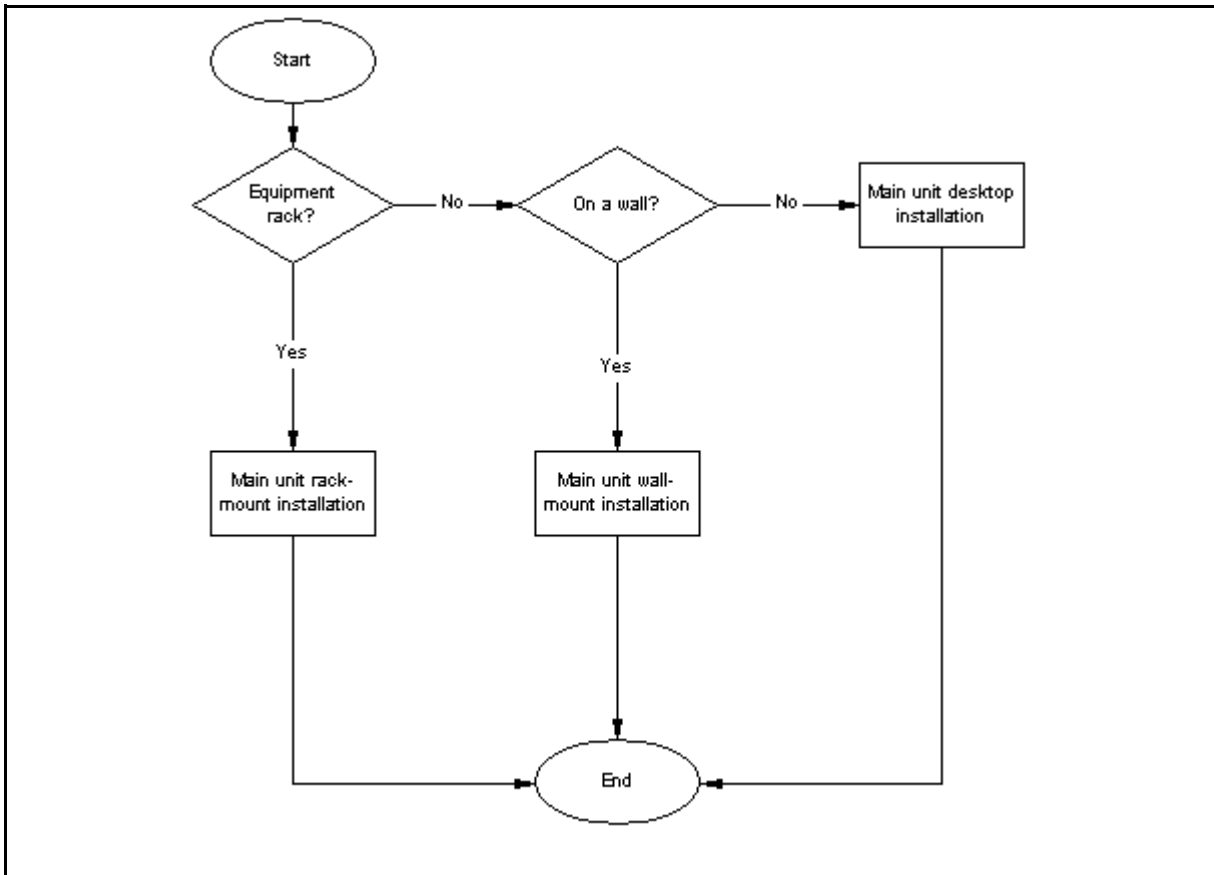 Start
Equipment
rack?
No
On a wall?
No
Main unit desktop
installation
Yes
Yes
Main unit rack-
mount installation
Main unit wall-
mount installation
End